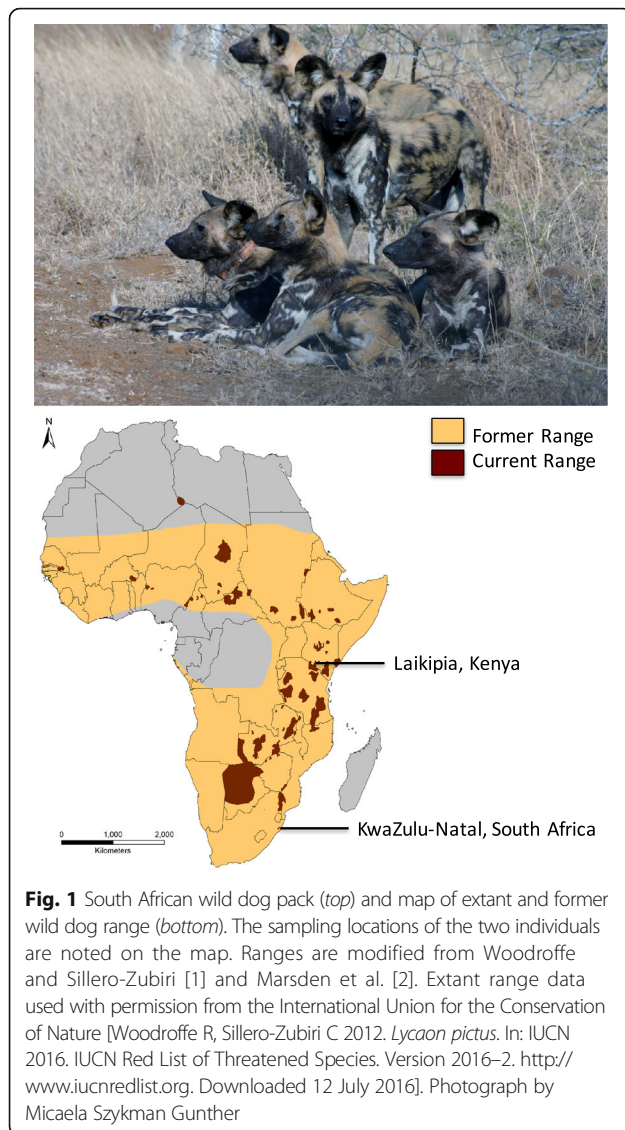 N
Former Range
Current Range
Laikipia, Kenya
KwaZulu-Natal, South Africa
0 1,000 2,000
Kilometers
Fig. 1 South African wild dog pack (top) and map of extant and former
wild dog range (bottom). The sampling locations of the two individuals
are noted on the map. Ranges are modified from Woodroffe
and Sillero-Zubiri [1] and Marsden et al. [2]. Extant range data
used with permission from the International Union for the Conservation
of Nature [Woodroffe R, Sillero-Zubiri C 2012. Lycaon pictus. In: IUCN
2016. IUCN Red List of Threatened Species. Version 2016–2. http://
www.iucnredlist.org. Downloaded 12 July 2016]. Photograph by
Micaela Szykman Gunther